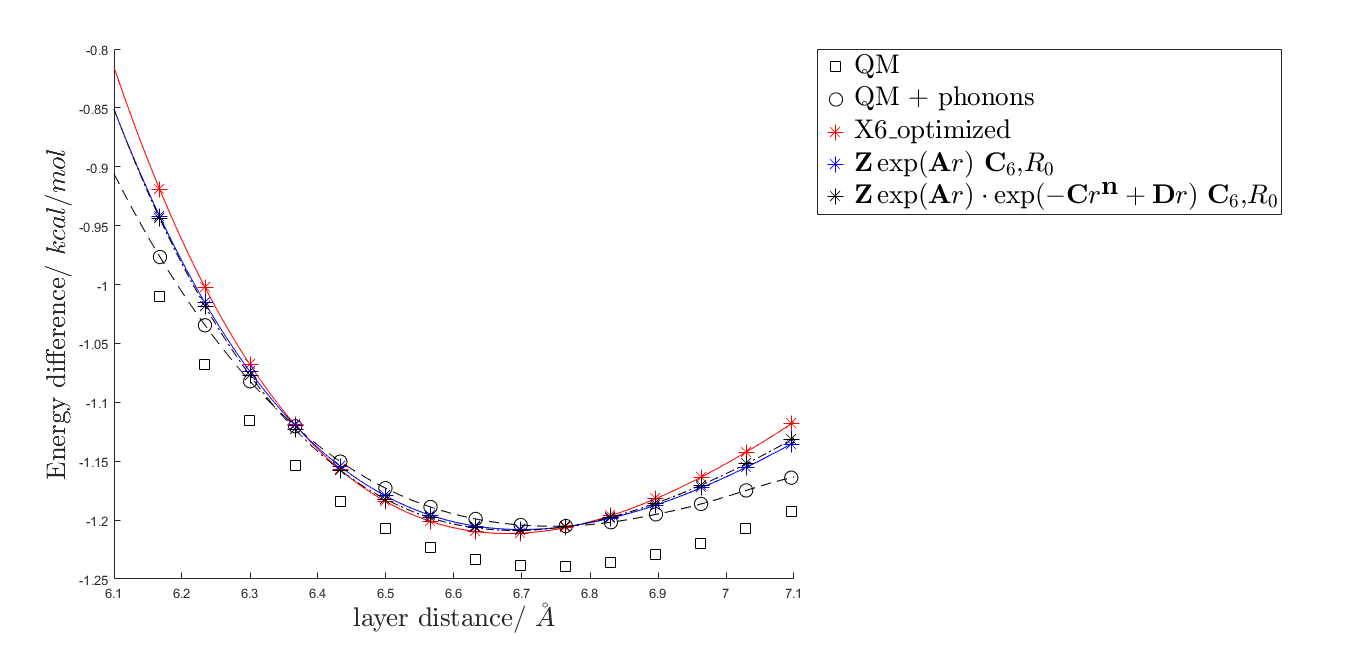 -0.8
-0.85
-0.9
-0.95
-1
-1.05
-1.1
-1.15
-1.2
-1.25
Energy difference/ kcal/mol
6.1 6.2 6.3 6.4 6.5 6.6 6.7 6.8 6.9 7 7.1
layer distance/ Å
QM
QM + phonons
X6_optimized
Z exp(Ar) C₆,R₀
Z exp(Ar) · exp(−Crⁿ + Dr) C₆,R₀